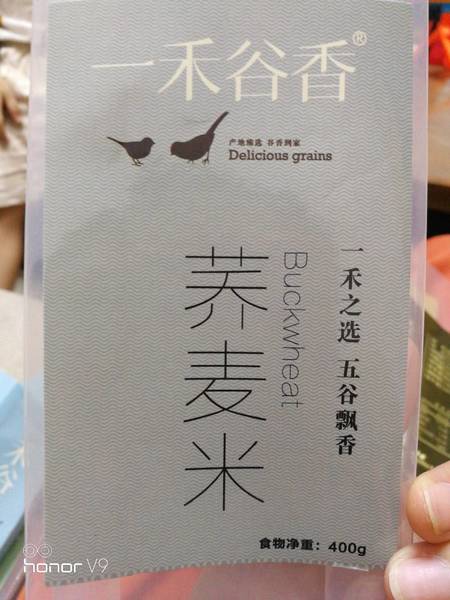 一禾谷香®
产地臻选 谷香到家
Delicious grains
荞麦米
Buckwheat
一禾之选 五谷飘香
食物净重：400g
honor V9